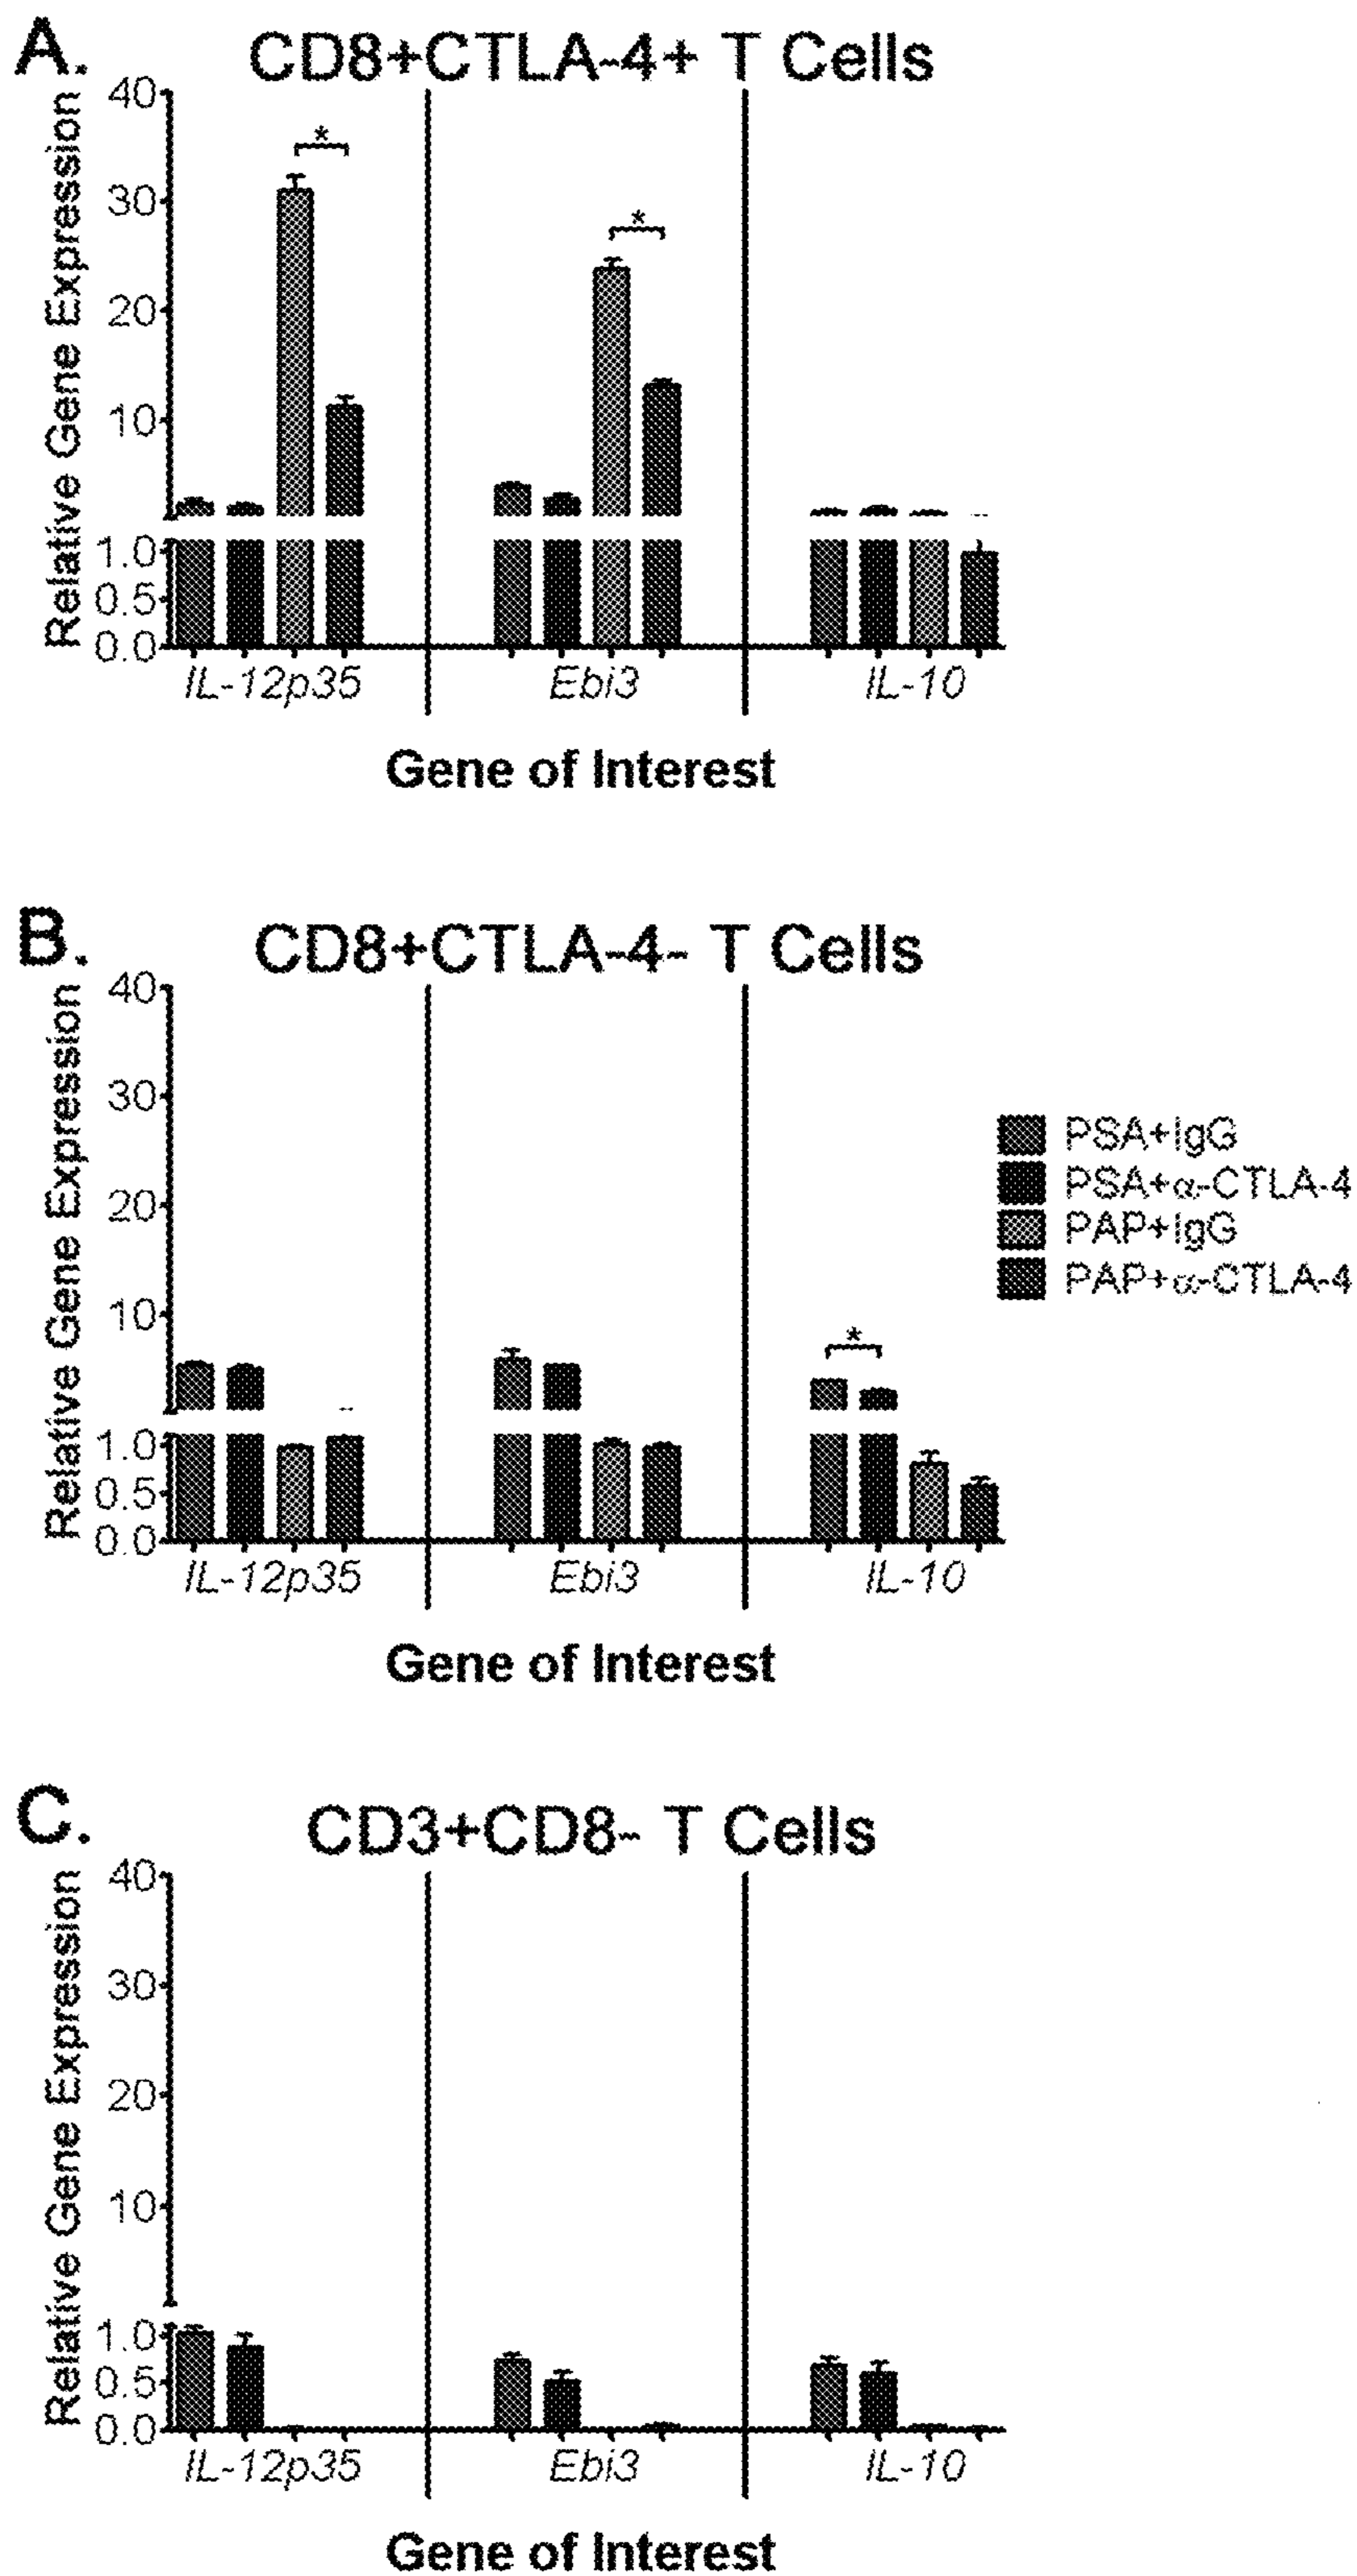 A.
CD8+CTLA-4+ T Cells
Relative Gene Expression
40
30
20
10
1.0
0.5
0.0
*
*
IL-12p35
Ebi3
IL-10
Gene of Interest
B.
CD8+CTLA-4- T Cells
Relative Gene Expression
40
30
20
10
1.0
0.5
0.0
*
IL-12p35
Ebi3
IL-10
Gene of Interest
PSA+IgG
PSA+α-CTLA-4
PAP+IgG
PAP+α-CTLA-4
C.
CD3+CD8- T Cells
Relative Gene Expression
40
30
20
10
1.0
0.5
0.0
IL-12p35
Ebi3
IL-10
Gene of Interest